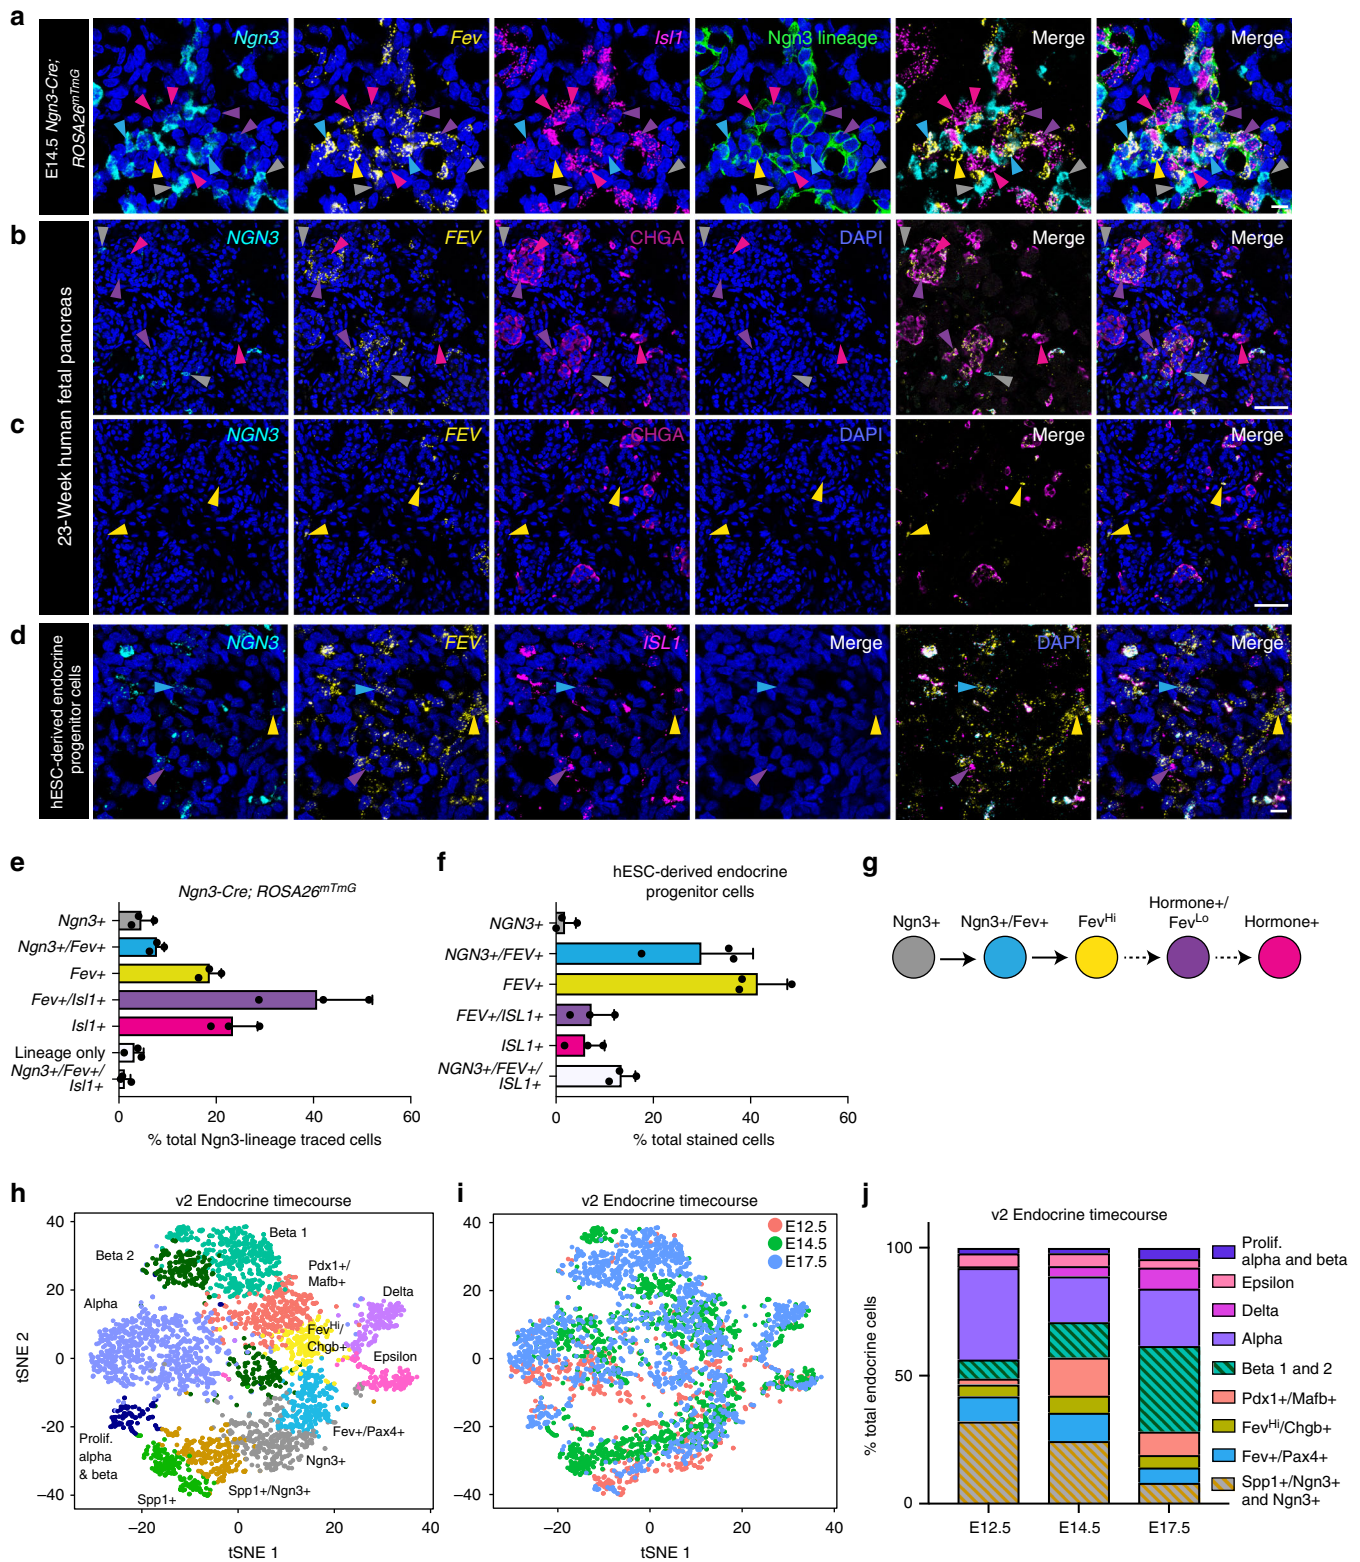 a
E14.5 Ngn3-Cre;
ROSA26mTmG
Ngn3
Fev
Isl1
Ngn3 lineage
Merge
Merge
b
23-Week human fetal pancreas
NGN3
FEV
CHGA
DAPI
Merge
Merge
c
NGN3
FEV
CHGA
DAPI
Merge
Merge
d
hESC-derived endocrine
progenitor cells
NGN3
FEV
ISL1
Merge
DAPI
Merge
e
Ngn3-Cre; ROSA26mTmG
Ngn3+
Ngn3+/Fev+
Fev+
Fev+/Isl1+
Isl1+
Lineage only
Ngn3+/Fev+/
Isl1+
0 20 40 60
% total Ngn3-lineage traced cells
f
hESC-derived endocrine
progenitor cells
NGN3+
NGN3+/FEV+
FEV+
FEV+/ISL1+
ISL1+
NGN3+/FEV+/
ISL1+
0 20 40 60
% total stained cells
g
Ngn3+
Ngn3+/Fev+
FevHi
Hormone+/
FevLo
Hormone+
h
v2 Endocrine timecourse
40
20
0
−20
−40
tSNE 2
Beta 1
Beta 2
Pdx1+/
Mafb+
Alpha
Delta
FevHi/
Chgb+
Epsilon
Fev+/Pax4+
Prolif.
alpha
& beta
Ngn3+
Spp1+/Ngn3+
Spp1+
−20 0 20 40
tSNE 1
i
v2 Endocrine timecourse
E12.5
E14.5
E17.5
40
20
0
−20
−40
−20 0 20 40
tSNE 1
j
v2 Endocrine timecourse
% total endocrine cells
100
50
0
E12.5 E14.5 E17.5
Prolif.
alpha and beta
Epsilon
Delta
Alpha
Beta 1 and 2
Pdx1+/Mafb+
FevHi/Chgb+
Fev+/Pax4+
Spp1+/Ngn3+
and Ngn3+